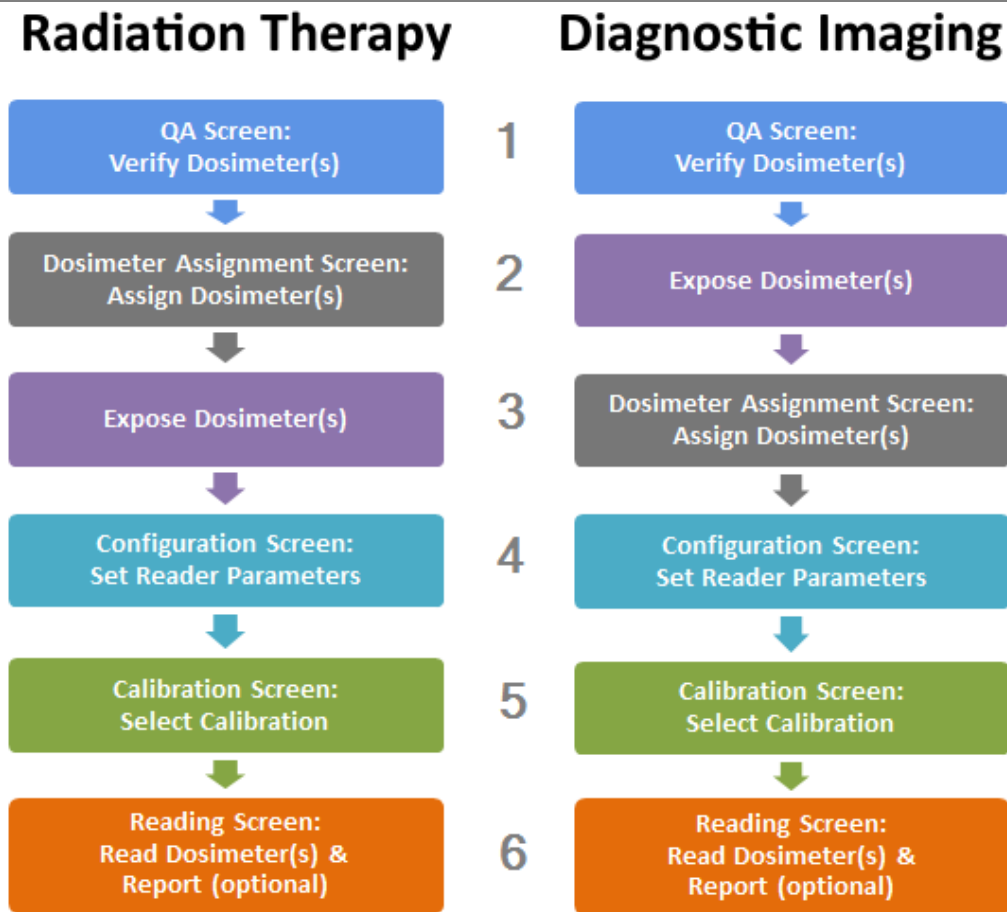 Radiation Therapy
Diagnostic Imaging
QA Screen:
Verify Dosimeter(s)
1
QA Screen:
Verify Dosimeter(s)
Dosimeter Assignment Screen:
Assign Dosimeter(s)
2
Expose Dosimeter(s)
Expose Dosimeter(s)
3
Dosimeter Assignment Screen:
Assign Dosimeter(s)
Configuration Screen:
Set Reader Parameters
4
Configuration Screen:
Set Reader Parameters
Calibration Screen:
Select Calibration
5
Calibration Screen:
Select Calibration
Reading Screen:
Read Dosimeter(s) &
Report (optional)
6
Reading Screen:
Read Dosimeter(s) &
Report (optional)